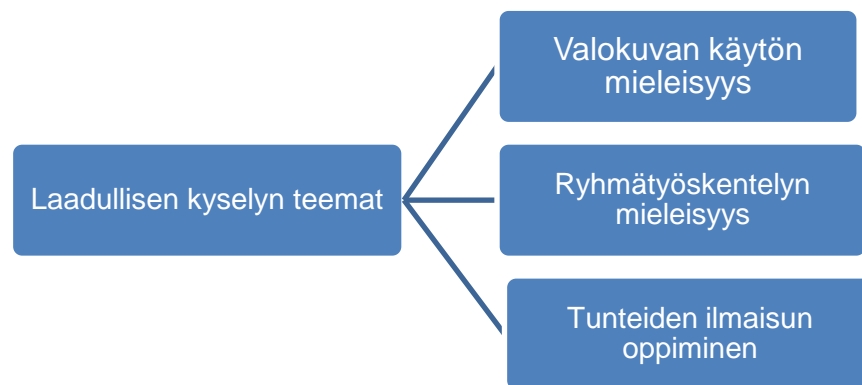 Valokuvan käytön
mieleisyys
Laadullisen kyselyn teemat
Ryhmätyöskentelyn
mieleisyys
Tunteiden ilmaisun
oppiminen